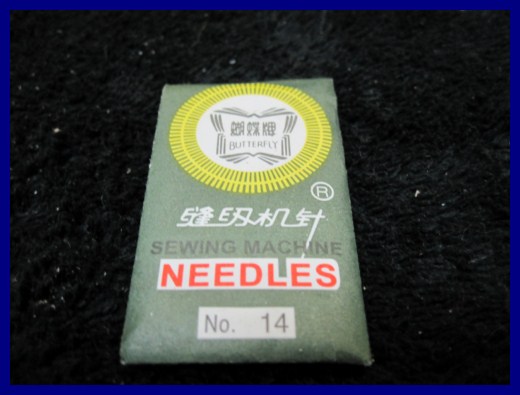 蝴蝶牌
BUTTERFLY
®
缝纫机针
SEWING MACHINE
NEEDLES
No. 14